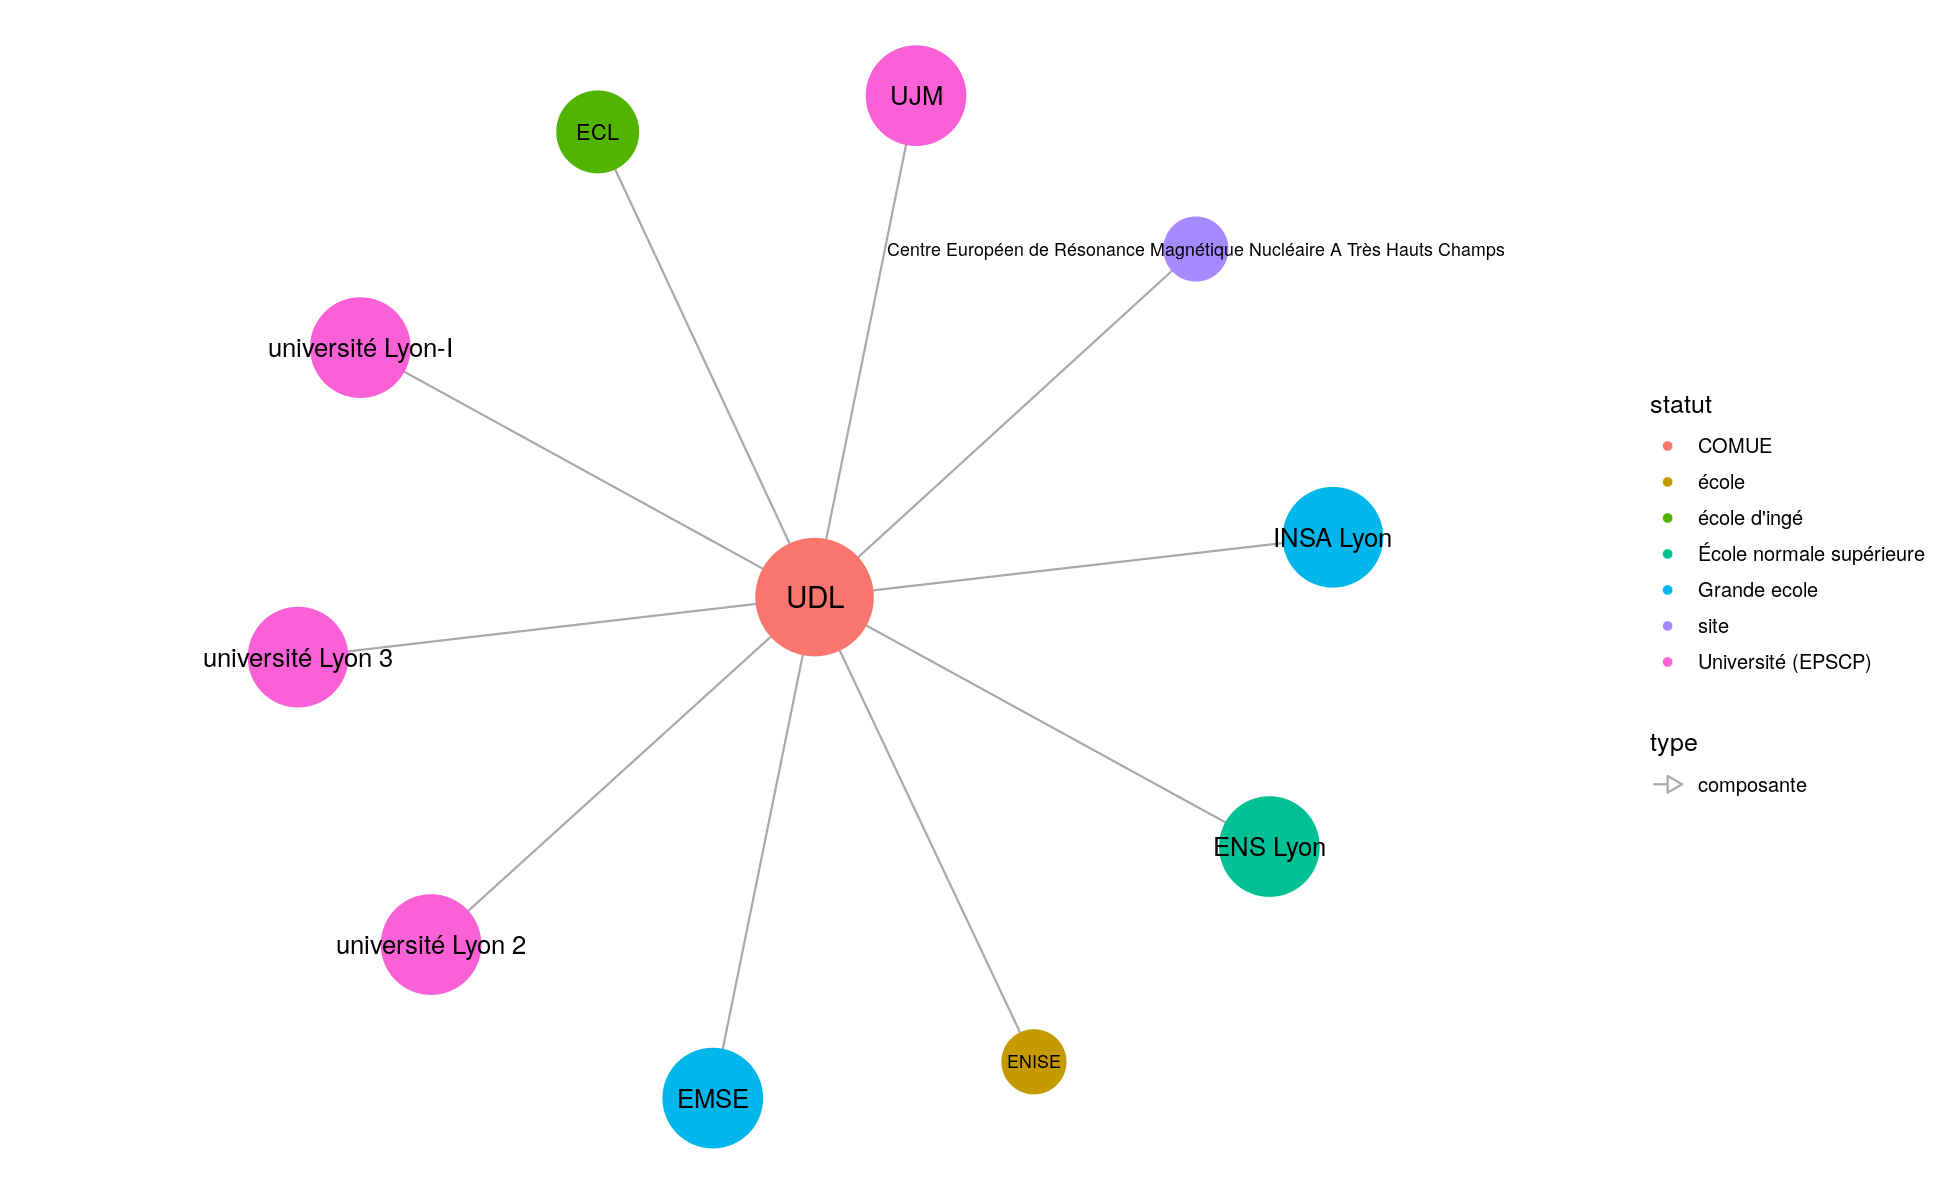 UJM
ECL
Centre Européen de Résonance Magnétique Nucléaire A Très Hauts Champs
université Lyon-I
INSA Lyon
UDL
université Lyon 3
ENS Lyon
université Lyon 2
ENISE
EMSE
statut
COMUE
école
école d'ingé
École normale supérieure
Grande ecole
site
Université (EPSCP)
type
composante